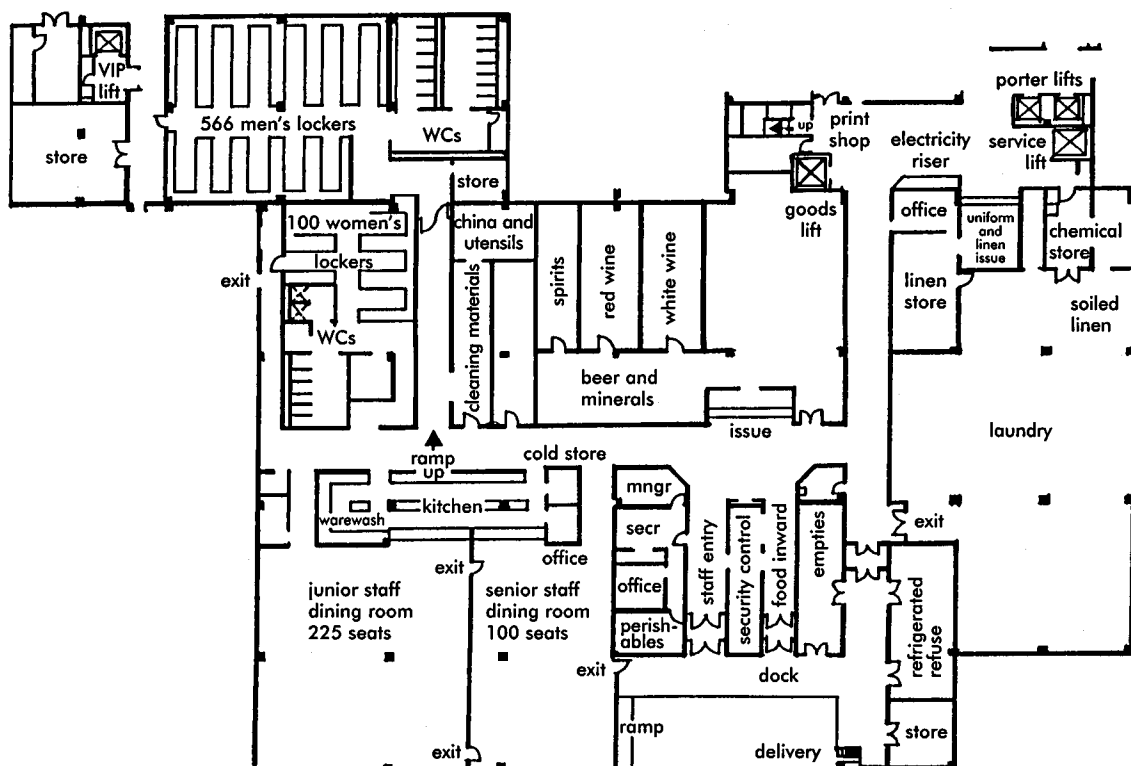 VIP
lift
566 men's lockers
WCs
store
store
up
print
shop
goods
lift
porter lifts
electricity
riser
service
lift
office
uniform
and
linen
issue
chemical
store
linen
store
soiled
linen
100 women's
lockers
exit
WCs
china and
utensils
cleaning materials
spirits
red wine
white wine
beer and
minerals
issue
laundry
ramp
up
cold store
kitchen
warewash
office
mngr
secr
office
perish-
ables
staff entry
security control
food inward
empties
exit
refrigerated
refuse
junior staff
dining room
225 seats
exit
senior staff
dining room
100 seats
exit
dock
ramp
delivery
store
exit